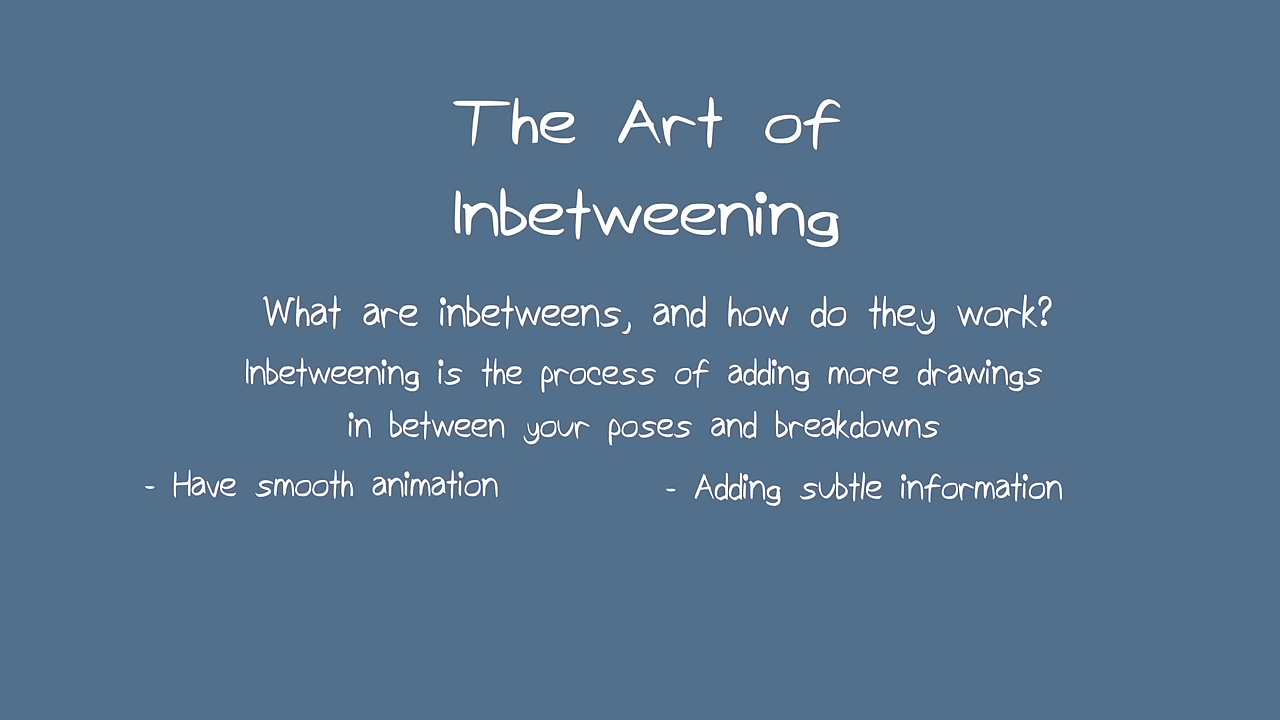 The Art of
Inbetweening
What are inbetweens, and how do they work?
Inbetweening is the process of adding more drawings
in between your poses and breakdowns
- Have smooth animation
- Adding subtle information